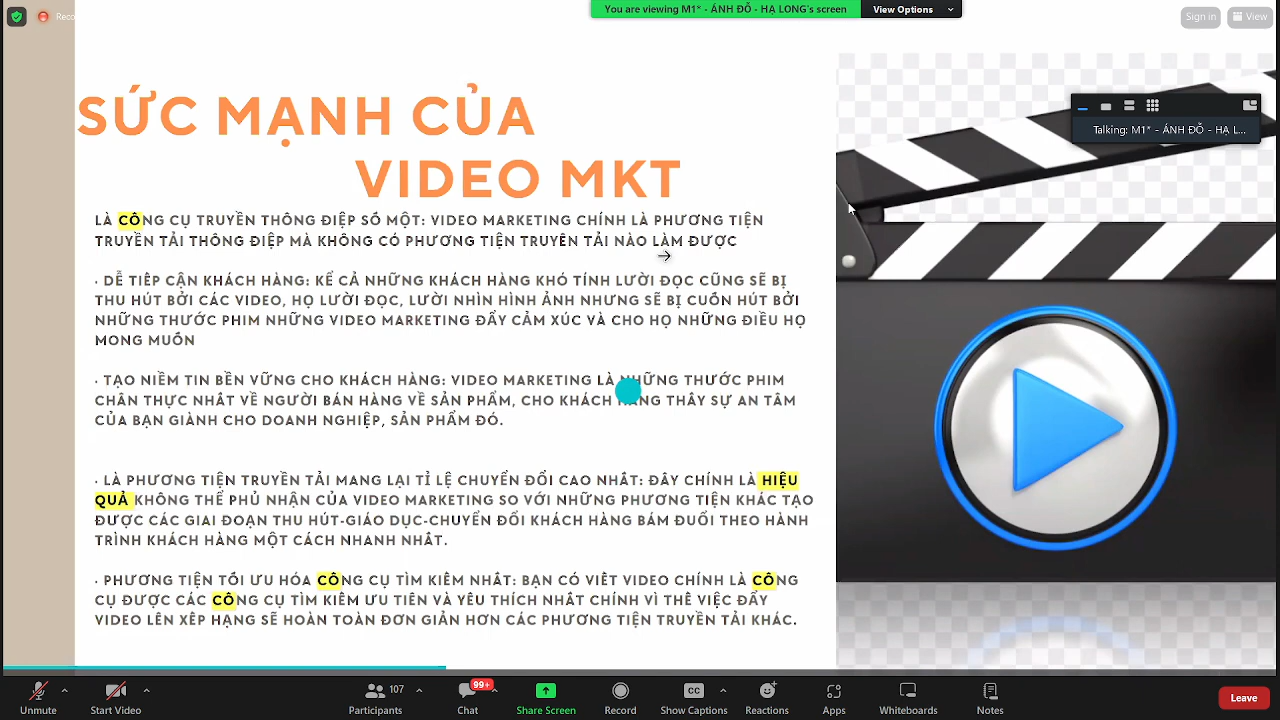 Reco
You are viewing M1* - ÁNH ĐỖ - HẠ LONG's screen
View Options
Sign in
View
Talking: M1* - ÁNH ĐỖ - HẠ L...
SỨC MẠNH CỦA
VIDEO MKT
LÀ CÔNG CỤ TRUYỀN THÔNG ĐIỆP SỐ MỘT: VIDEO MARKETING CHÍNH LÀ PHƯƠNG TIỆN
TRUYỀN TẢI THÔNG ĐIỆP MÀ KHÔNG CÓ PHƯƠNG TIỆN TRUYÊN TẢI NÀO LÀM ĐƯỢC
· DỄ TIẾP CẬN KHÁCH HÀNG: KỂ CẢ NHỮNG KHÁCH HÀNG KHÓ TÍNH LƯỜI ĐỌC CŨNG SẼ BỊ
THU HÚT BỞI CÁC VIDEO, HỌ LƯỜI ĐỌC, LƯỜI NHÌN HÌNH ẢNH NHƯNG SẼ BỊ CUỐN HÚT BỞI
NHỮNG THƯỚC PHIM NHỮNG VIDEO MARKETING ĐẦY CẢM XÚC VÀ CHO HỌ NHỮNG ĐIỀU HỌ
MONG MUỐN
· TẠO NIỀM TIN BỀN VỮNG CHO KHÁCH HÀNG: VIDEO MARKETING LÀ NHỮNG THƯỚC PHIM
CHÂN THỰC NHẤT VỀ NGƯỜI BÁN HÀNG VỀ SẢN PHẨM, CHO KHÁCH HÀNG THẤY SỰ AN TÂM
CỦA BẠN GIÀNH CHO DOANH NGHIỆP, SẢN PHẨM ĐÓ.
· LÀ PHƯƠNG TIỆN TRUYỀN TẢI MANG LẠI TỈ LỆ CHUYỂN ĐỔI CAO NHẤT: ĐÂY CHÍNH LÀ HIỆU
QUẢ KHÔNG THỂ PHỦ NHẬN CỦA VIDEO MARKETING SO VỚI NHỮNG PHƯƠNG TIỆN KHÁC TẠO
ĐƯỢC CÁC GIAI ĐOẠN THU HÚT-GIÁO DỤC-CHUYỂN ĐỔI KHÁCH HÀNG BÁM ĐUỔI THEO HÀNH
TRÌNH KHÁCH HÀNG MỘT CÁCH NHANH NHẤT.
· PHƯƠNG TIỆN TỐI ƯU HÓA CÔNG CỤ TÌM KIẾM NHẤT: BẠN CÓ VIẾT VIDEO CHÍNH LÀ CÔNG
CỤ ĐƯỢC CÁC CÔNG CỤ TÌM KIẾM ƯU TIÊN VÀ YÊU THÍCH NHẤT CHÍNH VÌ THẾ VIỆC ĐẨY
VIDEO LÊN XẾP HẠNG SẼ HOÀN TOÀN ĐƠN GIẢN HƠN CÁC PHƯƠNG TIỆN TRUYỀN TẢI KHÁC.
Unmute
Start Video
107
Participants
99+
Chat
Share Screen
Record
CC
Show Captions
Reactions
Apps
Whiteboards
Notes
Leave